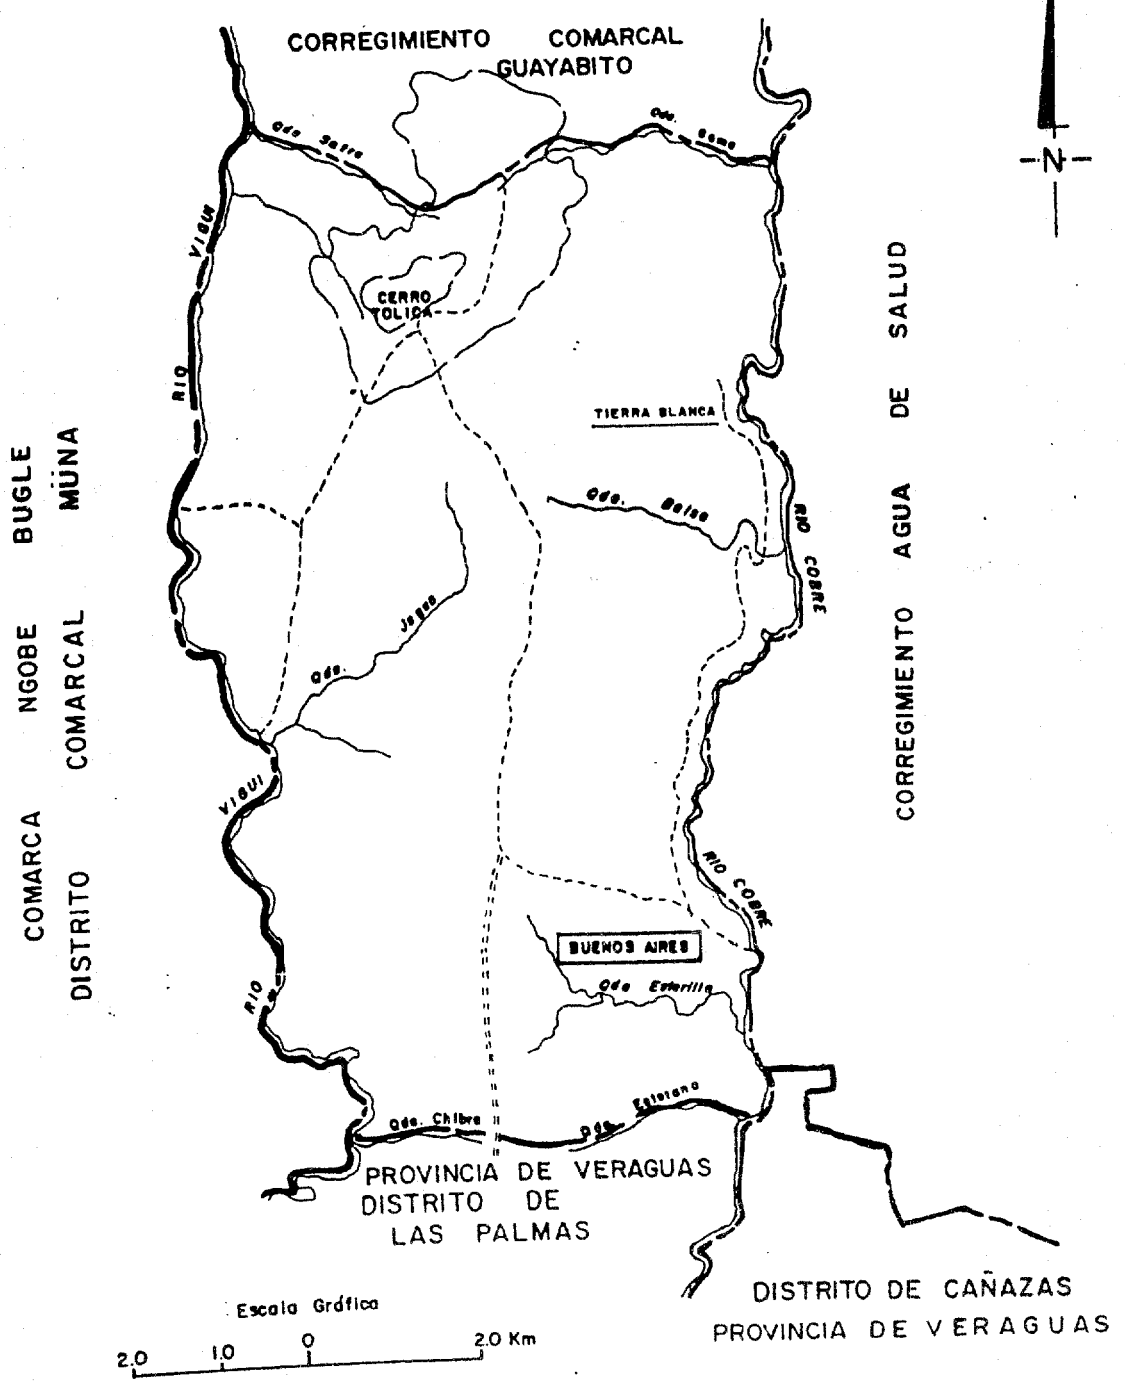 CORREGIMIENTO COMARCAL
GUAYABITO
Qda.
N
RIO VIGUI
CERRO
TOLICA
TIERRA BLANCA
Qda. Balsa
RIO COBRE
CORREGIMIENTO AGUA DE SALUD
COMARCA NGOBE BUGLE
DISTRITO COMARCAL MÜNA
Qda. Jagua
RIO VIGUI
RIO COBRE
BUENOS AIRES
Qda Esterilla
Qda. Chibra
Qda.
PROVINCIA DE VERAGUAS
DISTRITO DE
LAS PALMAS
DISTRITO DE CAÑAZAS
PROVINCIA DE VERAGUAS
Escala Gráfica
2.0 1.0 0 2.0 Km